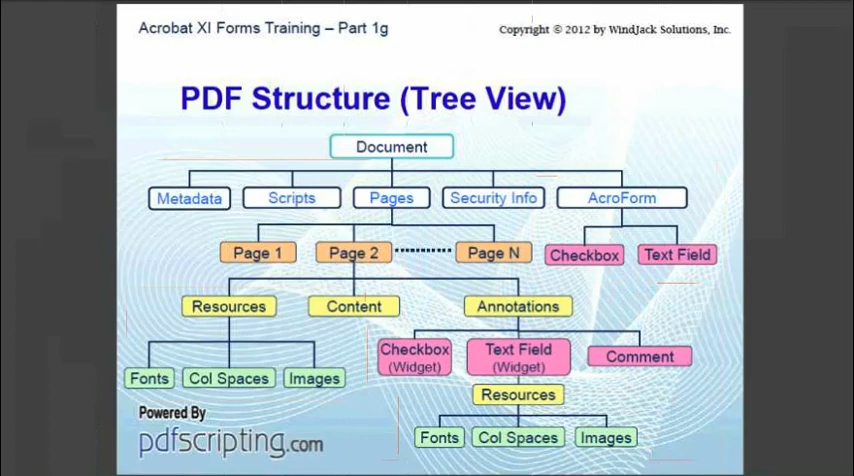 Acrobat XI Forms Training – Part 1g
Copyright © 2012 by WindJack Solutions, Inc.
PDF Structure (Tree View)
Document
Metadata
Scripts
Pages
Security Info
AcroForm
Page 1
Page 2
Page N
Checkbox
Text Field
Resources
Content
Annotations
Checkbox
(Widget)
Text Field
(Widget)
Comment
Fonts
Col Spaces
Images
Resources
Fonts
Col Spaces
Images
Powered By
pdfscripting.com